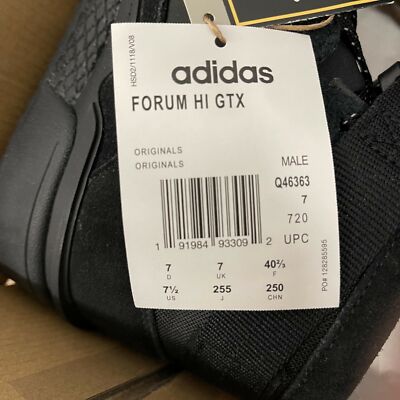 HSD2/1118/V08
adidas
FORUM HI GTX
ORIGINALS
ORIGINALS
MALE
Q46363
7
720
1 91984 93309 2 UPC
7 7 40⅔
D UK F
7½ 255 250
US J CHN
PO# 128285595